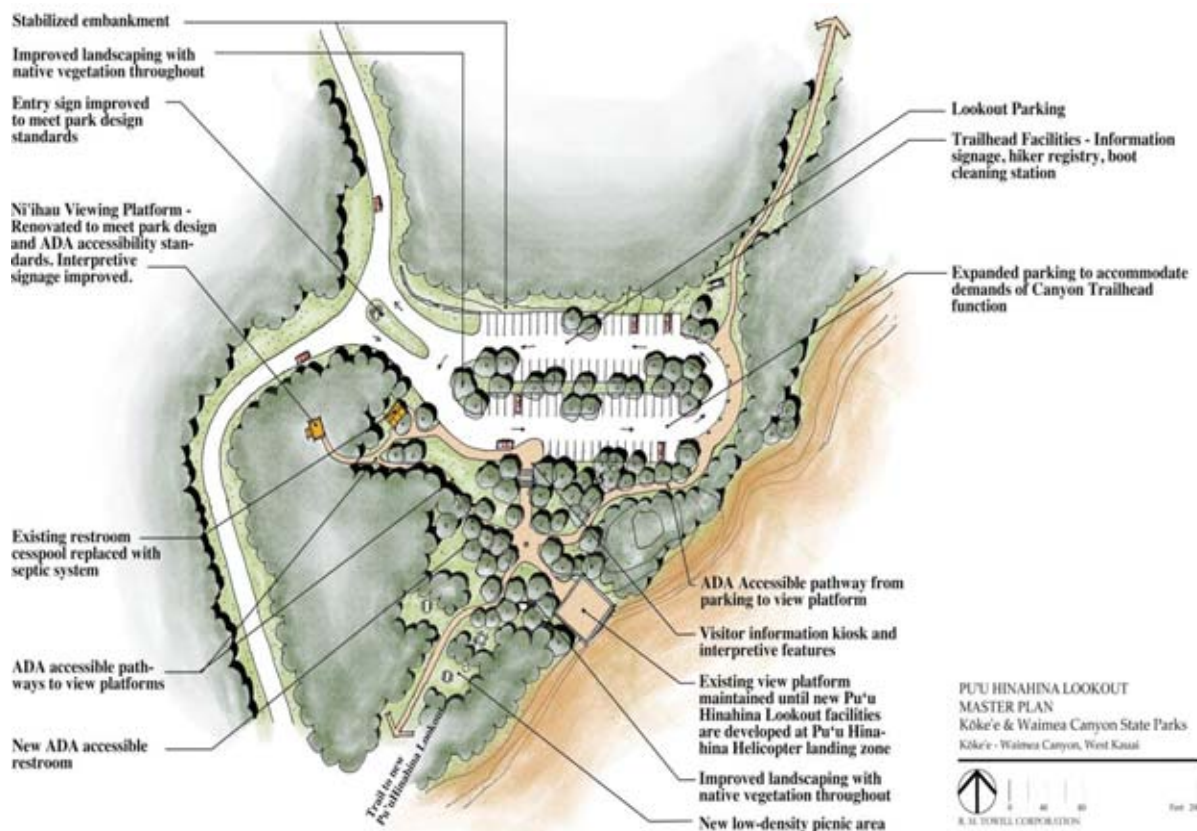 Stabilized embankment
Improved landscaping with
native vegetation throughout
Entry sign improved
to meet park design
standards
Ni'ihau Viewing Platform -
Renovated to meet park design
and ADA accessibility stan-
dards. Interpretive
signage improved.
Existing restroom
cesspool replaced with
septic system
ADA accessible path-
ways to view platforms
New ADA accessible
restroom
Lookout Parking
Trailhead Facilities - Information
signage, hiker registry, boot
cleaning station
Expanded parking to accommodate
demands of Canyon Trailhead
function
ADA Accessible pathway from
parking to view platform
Visitor information kiosk and
interpretive features
Existing view platform
maintained until new Pu'u
Hinahina Lookout facilities
are developed at Pu'u Hina-
hina Helicopter landing zone
Improved landscaping with
native vegetation throughout
New low-density picnic area
Trail to new
Pu'u Hinahina Lookout
PU'U HINAHINA LOOKOUT
MASTER PLAN
Kōke'e & Waimea Canyon State Parks
Kōke'e - Waimea Canyon, West Kauai
0 40 80 Feet
R. M. TOWILL CORPORATION